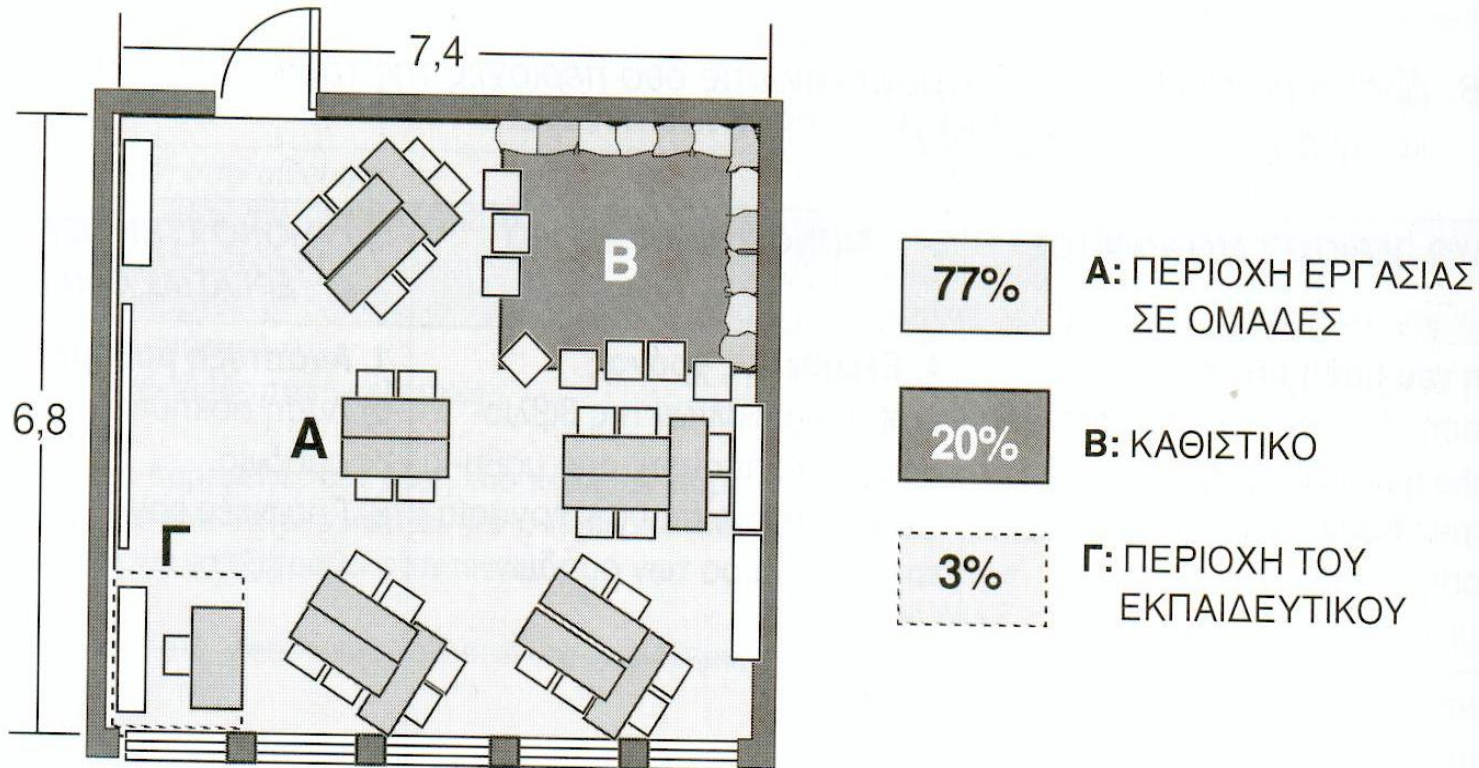 7,4
6,8
Α
Β
Γ
77%
Α: ΠΕΡΙΟΧΗ ΕΡΓΑΣΙΑΣ
ΣΕ ΟΜΑΔΕΣ
20%
Β: ΚΑΘΙΣΤΙΚΟ
3%
Γ: ΠΕΡΙΟΧΗ ΤΟΥ
ΕΚΠΑΙΔΕΥΤΙΚΟΥ